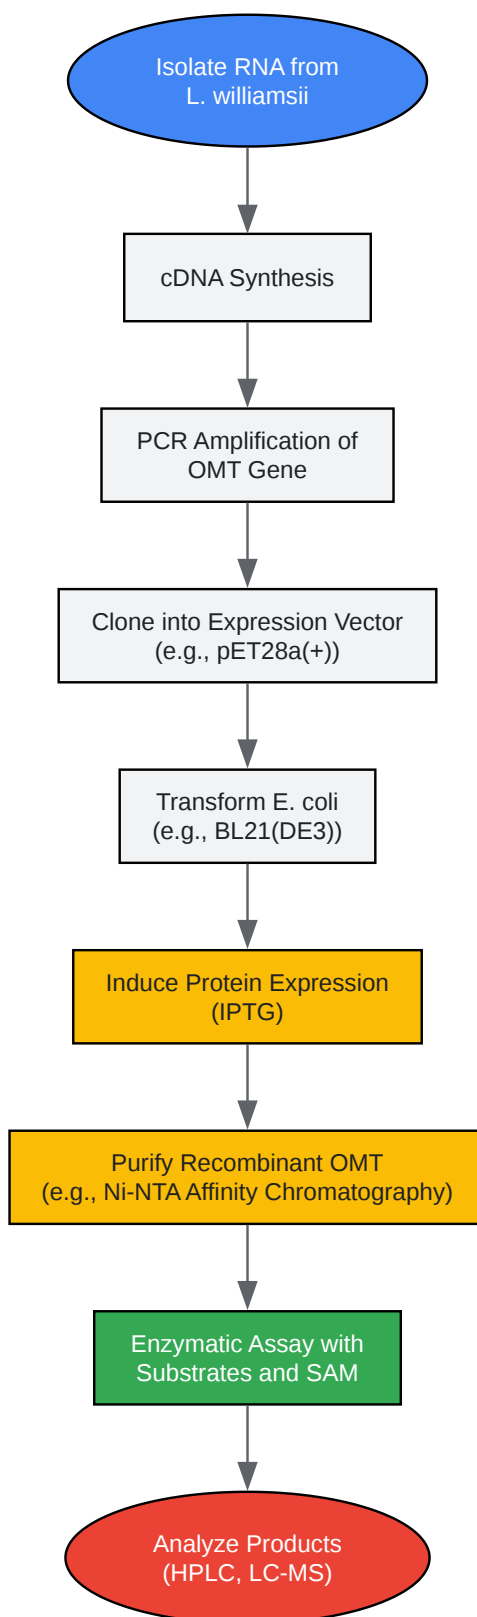 Isolate RNA from
L. williamsii
cDNA Synthesis
PCR Amplification of
OMT Gene
Clone into Expression Vector
(e.g., pET28a(+))
Transform E. coli
(e.g., BL21(DE3))
Induce Protein Expression
(IPTG)
Purify Recombinant OMT
(e.g., Ni-NTA Affinity Chromatography)
Enzymatic Assay with
Substrates and SAM
Analyze Products
(HPLC, LC-MS)